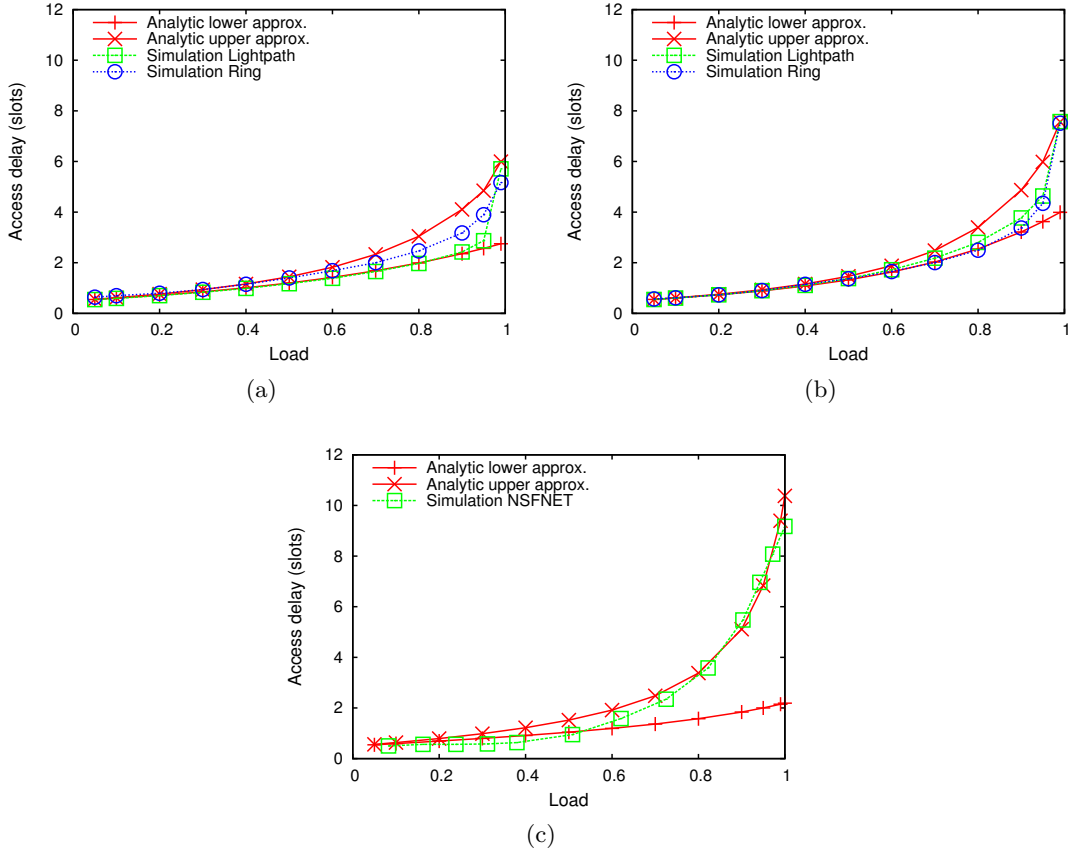 12
10
8
6
4
2
0
Access delay (slots)
Analytic lower approx.
Analytic upper approx.
Simulation Lightpath
Simulation Ring
0.2 0.4 0.6 0.8 1
Load
(a)
12
10
8
6
4
2
0
Access delay (slots)
Analytic lower approx.
Analytic upper approx.
Simulation Lightpath
Simulation Ring
0.2 0.4 0.6 0.8 1
Load
(b)
12
10
8
6
4
2
0
Access delay (slots)
Analytic lower approx.
Analytic upper approx.
Simulation NSFNET
0 0.2 0.4 0.6 0.8 1
Load
(c)